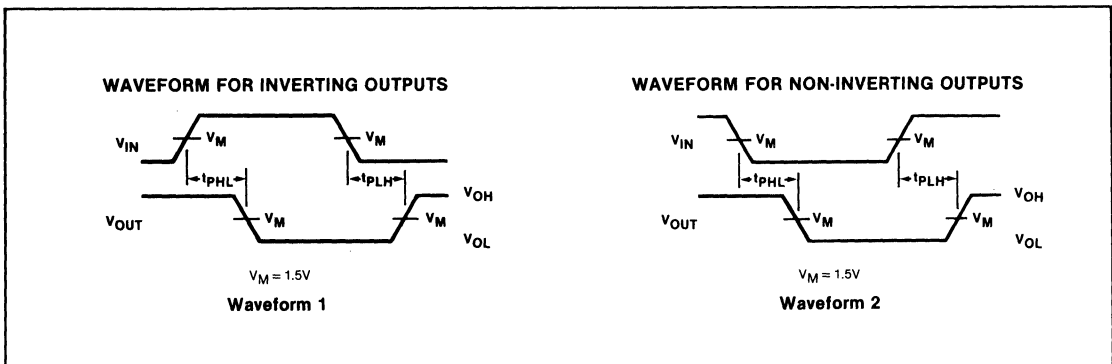 WAVEFORM FOR INVERTING OUTPUTS
VIN
VM
VM
tPHL
tPLH
VOH
VOUT
VM
VM
VOL
VM = 1.5V
Waveform 1
WAVEFORM FOR NON-INVERTING OUTPUTS
VIN
VM
VM
tPHL
tPLH
VOH
VOUT
VM
VM
VOL
VM = 1.5V
Waveform 2